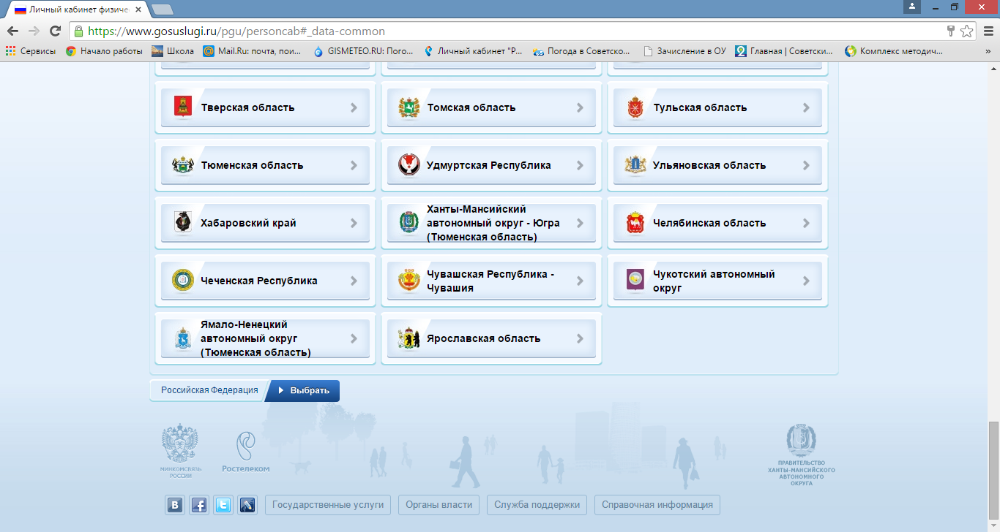 Личный кабинет физиче
https://www.gosuslugi.ru/pgu/personcab#_data-common
Сервисы Начало работы Школа Mail.Ru: почта, пои... GISMETEO.RU: Пого... Личный кабинет "Р... Погода в Советско... Зачисление в ОУ Главная | Советски... Комплекс методич... »
Тверская область
Томская область
Тульская область
Тюменская область
Удмуртская Республика
Ульяновская область
Хабаровский край
Ханты-Мансийский
автономный округ - Югра
(Тюменская область)
Челябинская область
Чеченская Республика
Чувашская Республика -
Чувашия
Чукотский автономный
округ
Ямало-Ненецкий
автономный округ
(Тюменская область)
Ярославская область
Российская Федерация
Выбрать
МИНКОМСВЯЗЬ
РОССИИ
Ростелеком
ПРАВИТЕЛЬСТВО
ХАНТЫ-МАНСИЙСКОГО
АВТОНОМНОГО
ОКРУГА
Государственные услуги
Органы власти
Служба поддержки
Справочная информация